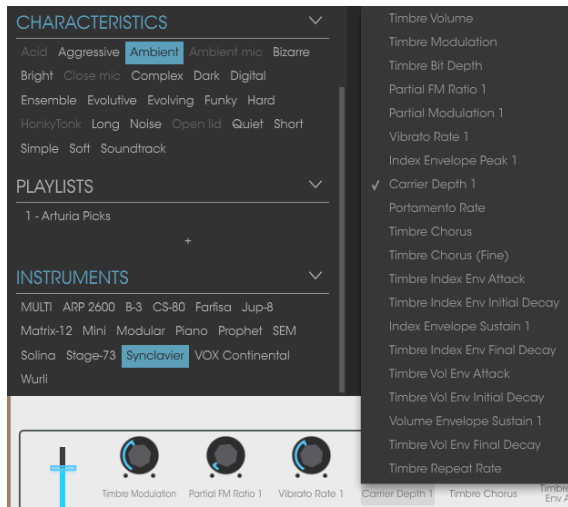 CHARACTERISTICS
Acid Aggressive Ambient Ambient mic Bizarre
Bright Close mic Complex Dark Digital
Ensemble Evolutive Evolving Funky Hard
HonkyTonk Long Noise Open lid Quiet Short
Simple Soft Soundtrack
PLAYLISTS
1 - Arturia Picks
+
INSTRUMENTS
MULTI ARP 2600 B-3 CS-80 Farfisa Jup-8
Matrix-12 Mini Modular Piano Prophet SEM
Solina Stage-73 Synclavier VOX Continental
Wurli
Timbre Volume
Timbre Modulation
Timbre Bit Depth
Partial FM Ratio 1
Partial Modulation 1
Vibrato Rate 1
Index Envelope Peak 1
✓ Carrier Depth 1
Portamento Rate
Timbre Chorus
Timbre Chorus (Fine)
Timbre Index Env Attack
Timbre Index Env Initial Decay
Index Envelope Sustain 1
Timbre Index Env Final Decay
Timbre Vol Env Attack
Timbre Vol Env Initial Decay
Volume Envelope Sustain 1
Timbre Vol Env Final Decay
Timbre Repeat Rate
Timbre Modulation Partial FM Ratio 1 Vibrato Rate 1 Carrier Depth 1 Timbre Chorus Timbre
Env A